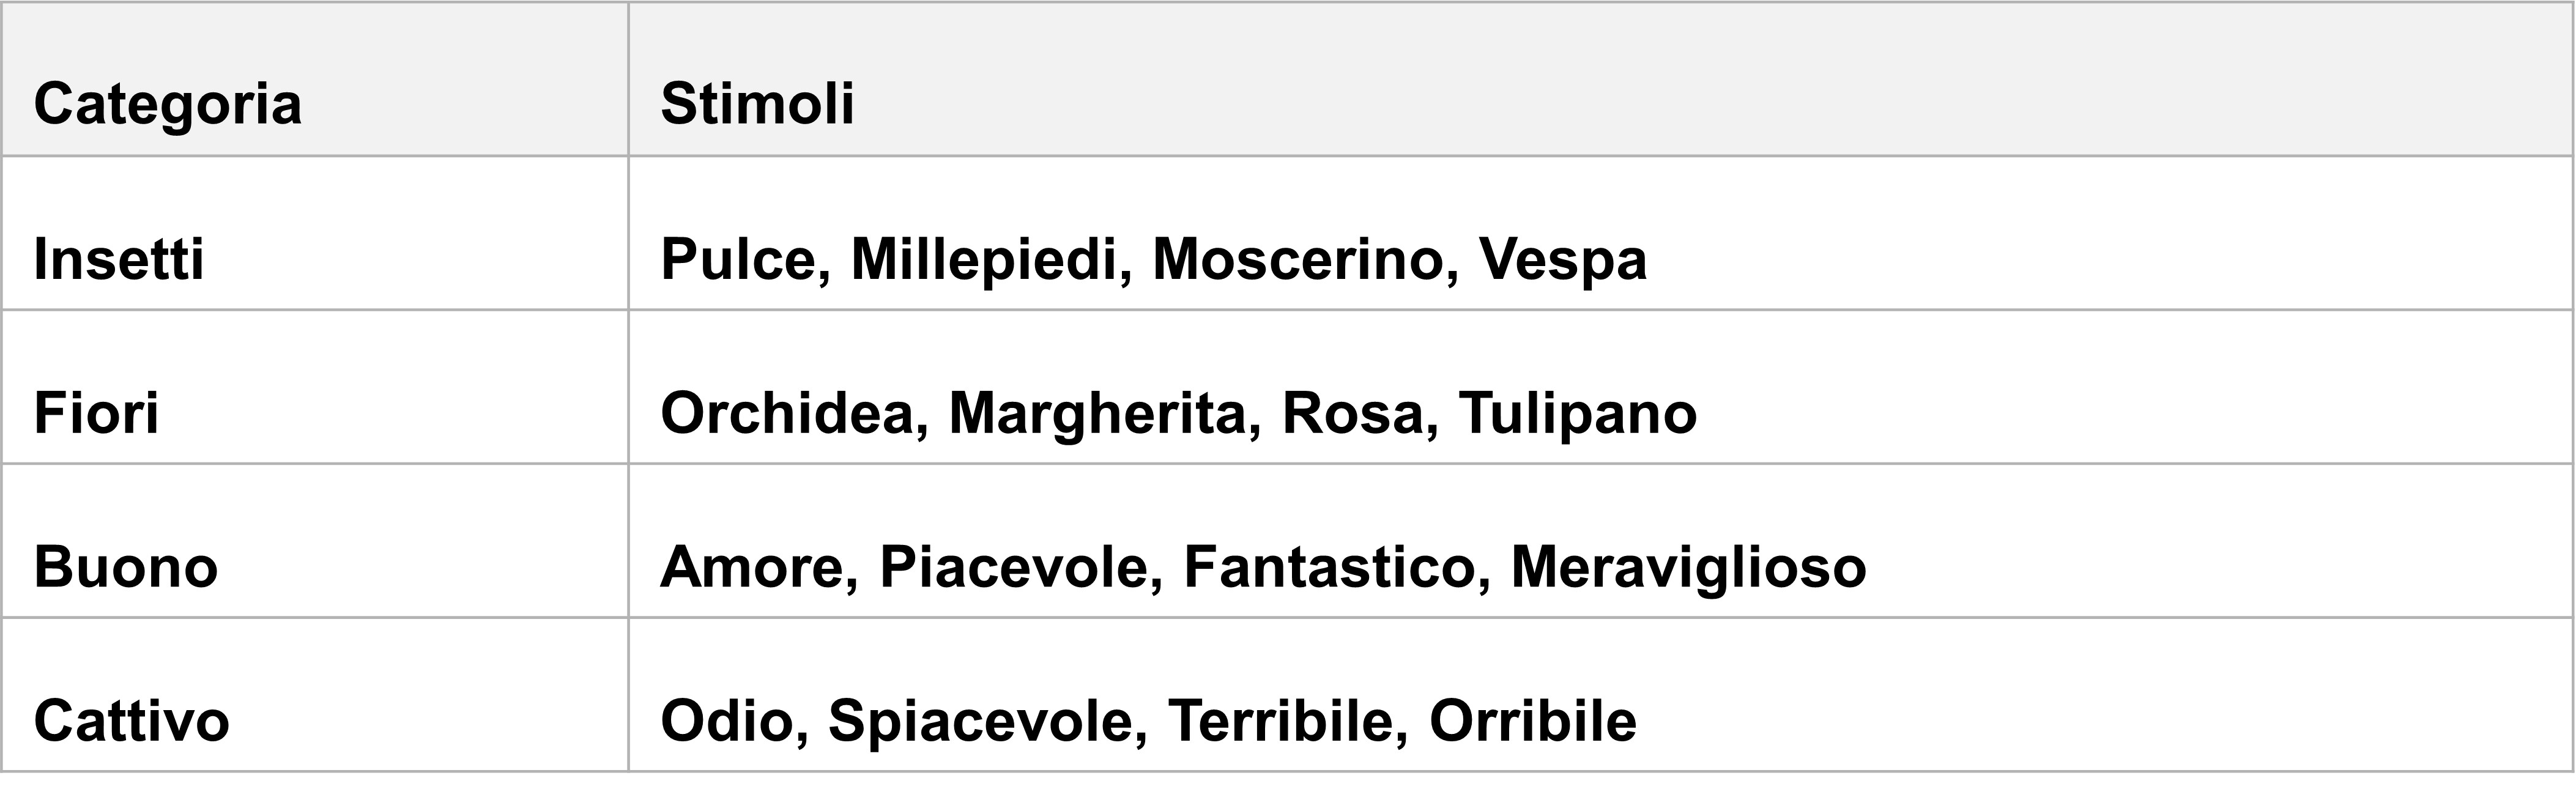 Categoria Stimoli
Insetti Pulce, Millepiedi, Moscerino, Vespa
Fiori Orchidea, Margherita, Rosa, Tulipano
Buono Amore, Piacevole, Fantastico, Meraviglioso
Cattivo Odio, Spiacevole, Terribile, Orribile